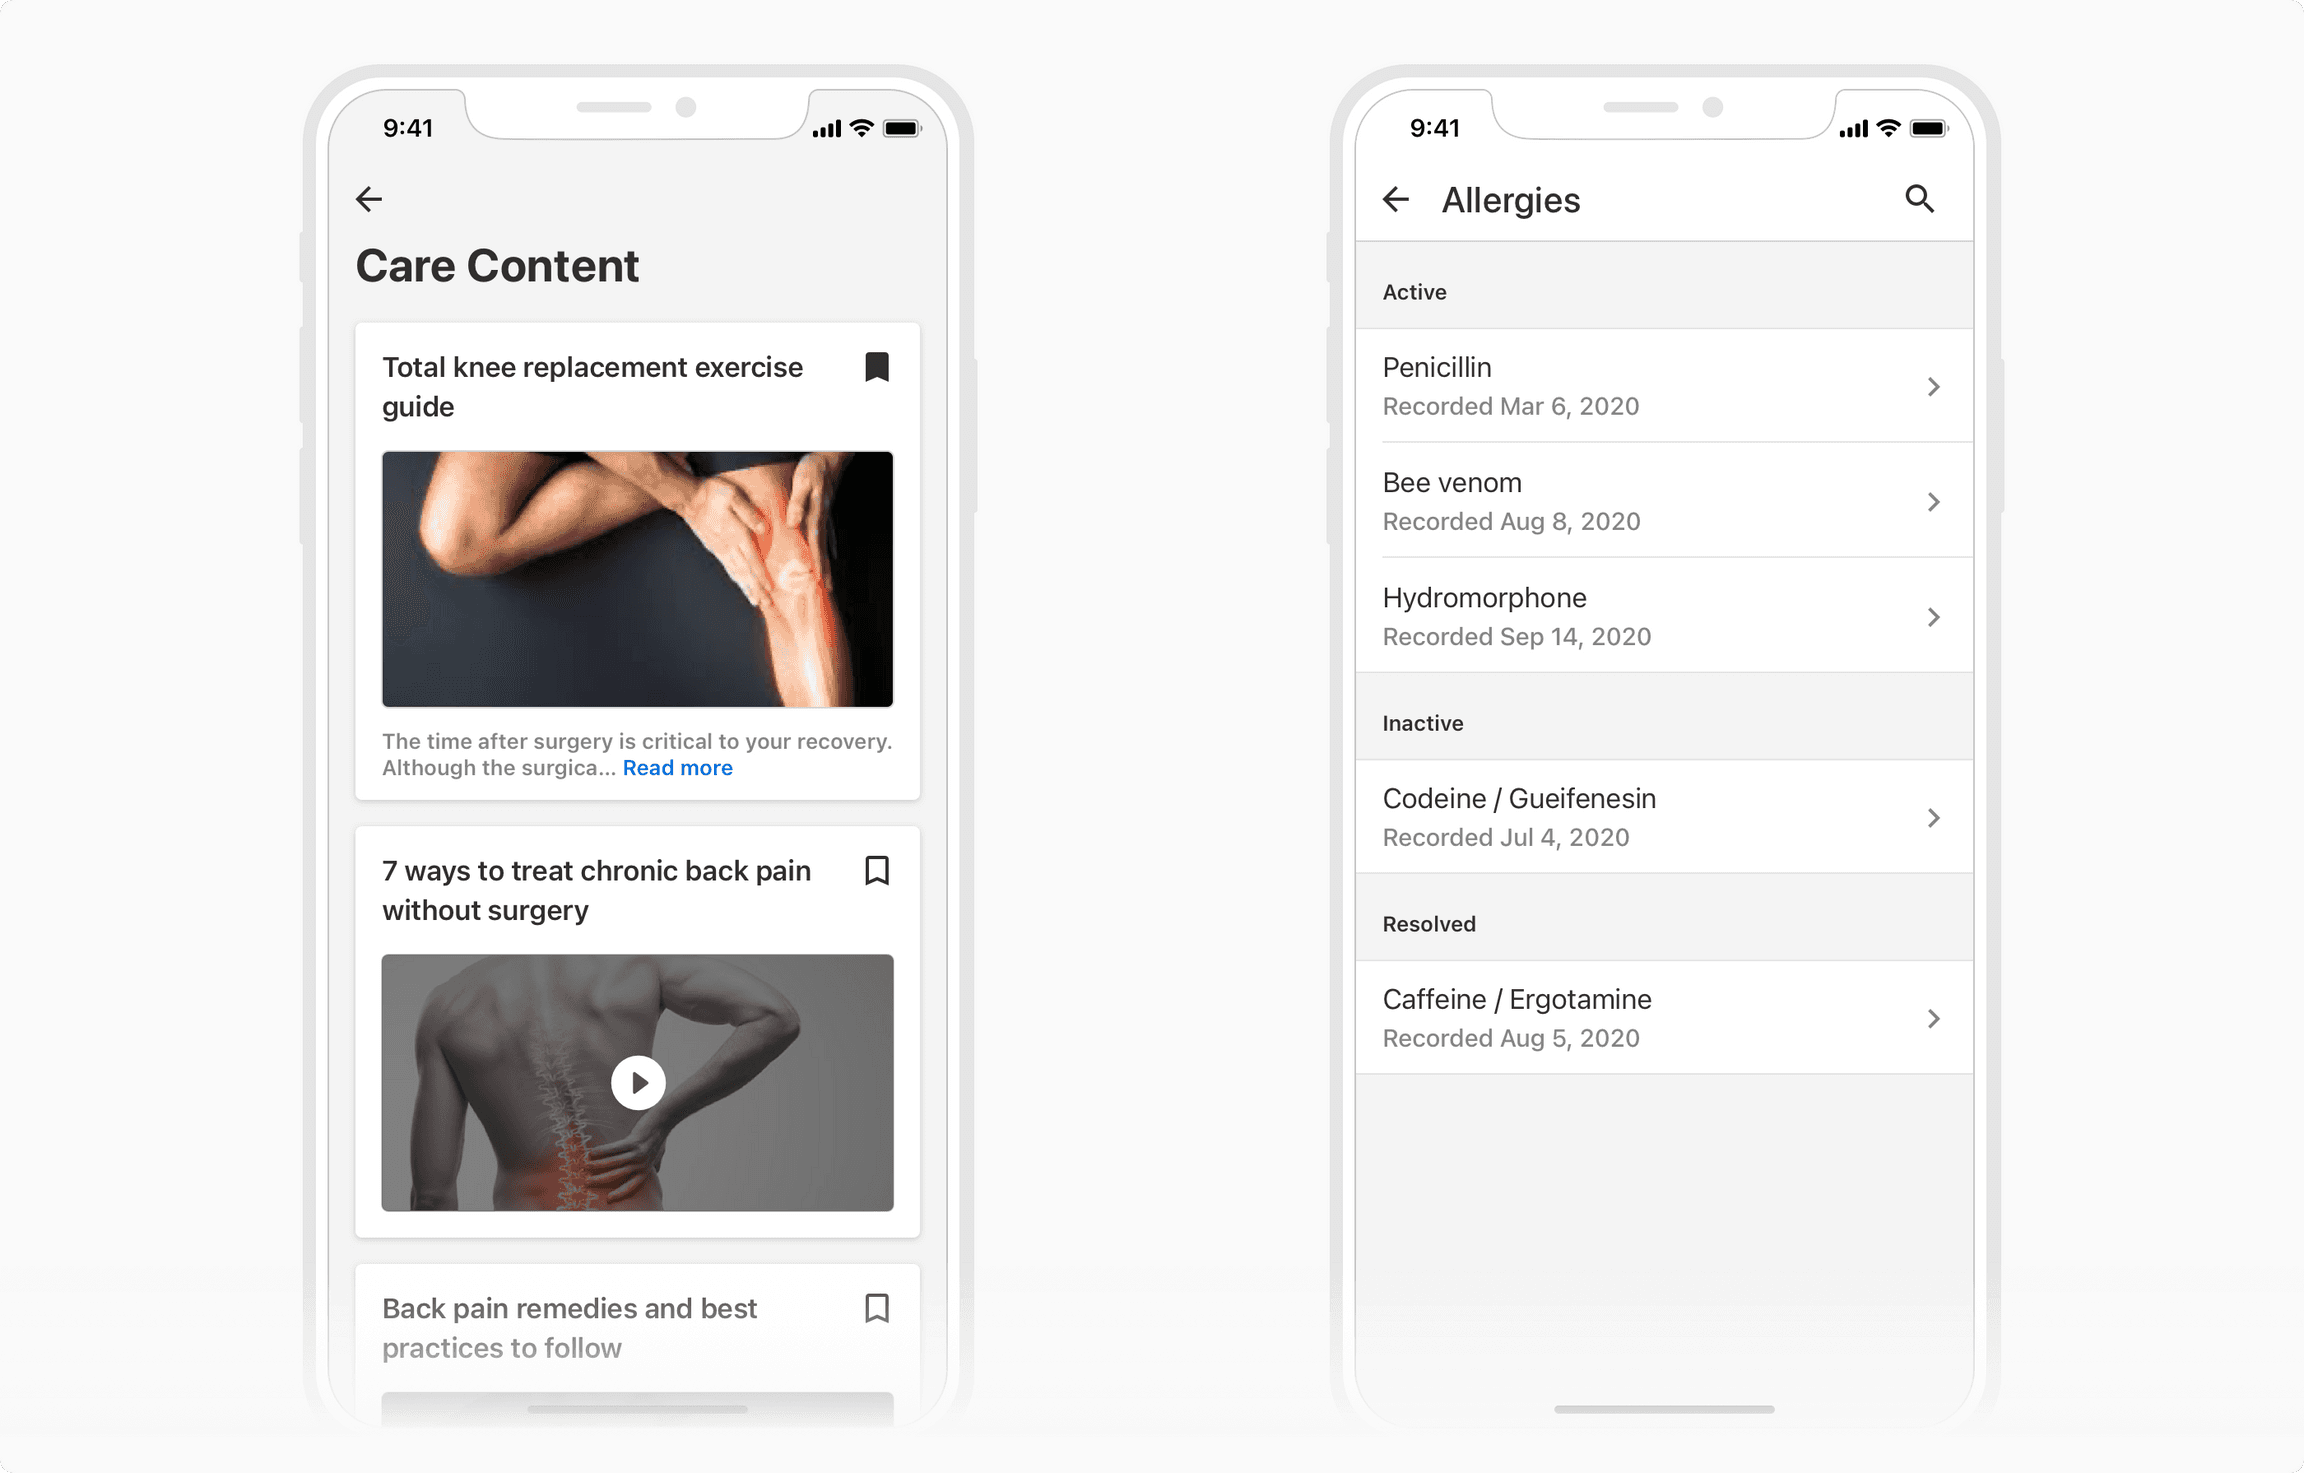 9:41
Care Content
Total knee replacement exercise
guide
The time after surgery is critical to your recovery.
Although the surgica... Read more
7 ways to treat chronic back pain
without surgery
Back pain remedies and best
practices to follow
9:41
Allergies
Active
Penicillin
Recorded Mar 6, 2020
Bee venom
Recorded Aug 8, 2020
Hydromorphone
Recorded Sep 14, 2020
Inactive
Codeine / Gueifenesin
Recorded Jul 4, 2020
Resolved
Caffeine / Ergotamine
Recorded Aug 5, 2020